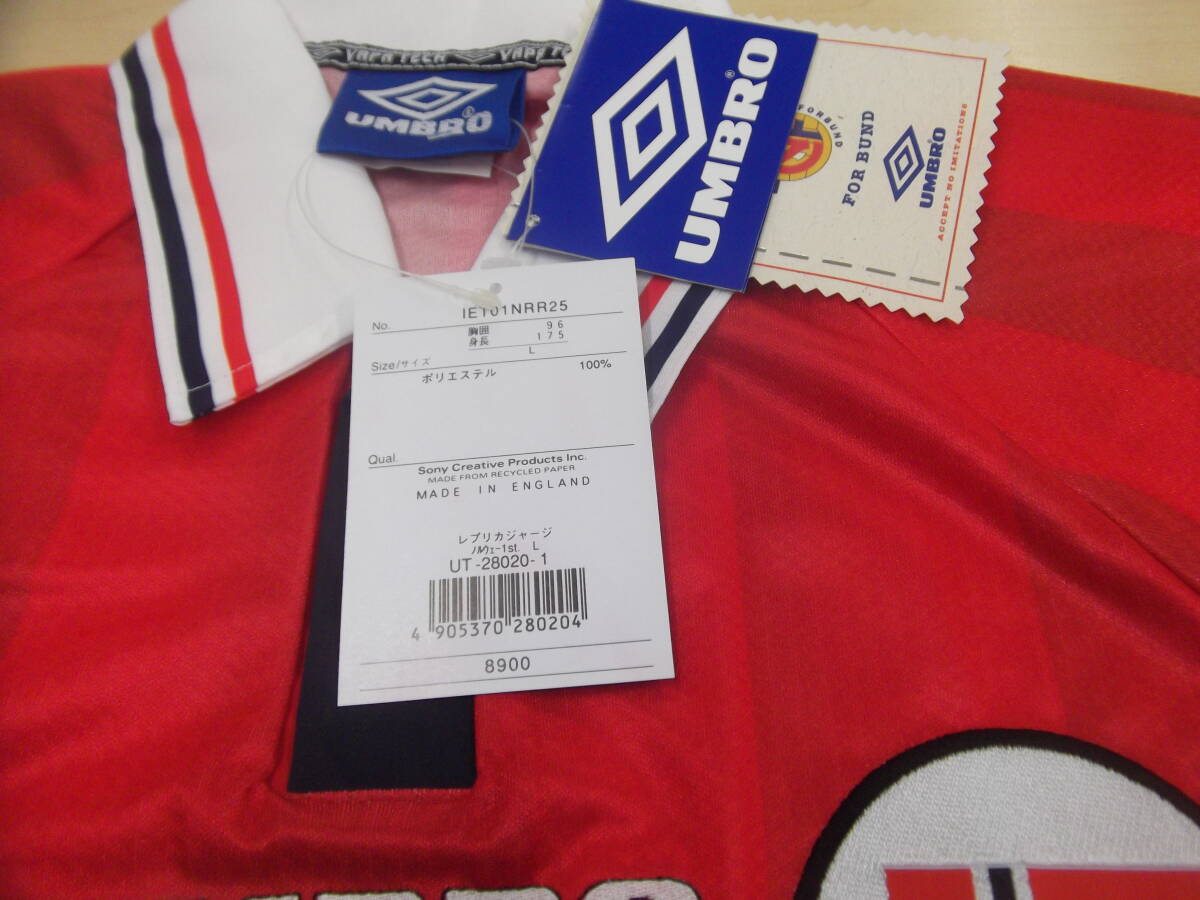 VAPA TECH
VAPA TECH
UMBRO
UMBRO
FORBUND
FOR BUND
UMBRO
ACCEPT NO IMITATIONS
No. IE101NRR25
胸囲 96
身長 175
Size/サイズ L
ポリエステル 100%
Qual.
Sony Creative Products Inc.
MADE FROM RECYCLED PAPER
MADE IN ENGLAND
レプリカジャージ
ノルウェー1st. L
UT-28020-1
4 905370 280204
8900